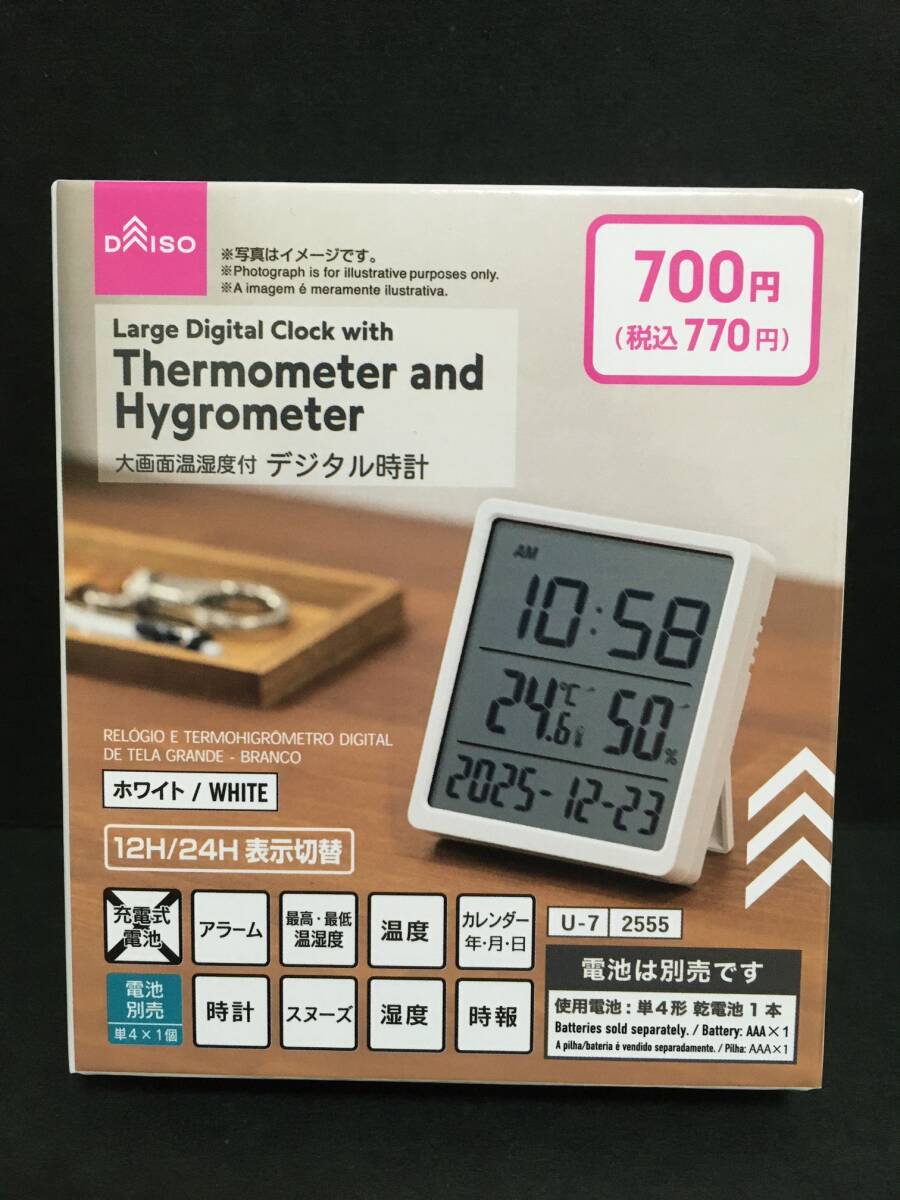 DAISO
※写真はイメージです。
※Photograph is for illustrative purposes only.
※A imagem é meramente ilustrativa.
700円
(税込770円)
Large Digital Clock with
Thermometer and
Hygrometer
大画面温湿度付 デジタル時計
AM
10:58
24.6℃ 50%
2025-12-23
RELÓGIO E TERMOHIGRÔMETRO DIGITAL
DE TELA GRANDE - BRANCO
ホワイト / WHITE
12H/24H 表示切替
充電式
電池
アラーム
最高・最低
温湿度
温度
カレンダー
年・月・日
電池
別売
単4×1個
時計
スヌーズ
湿度
時報
U-7 2555
電池は別売です
使用電池：単4形 乾電池1本
Batteries sold separately. / Battery: AAA×1
A pilha/bateria é vendido separadamente. / Pilha: AAA×1